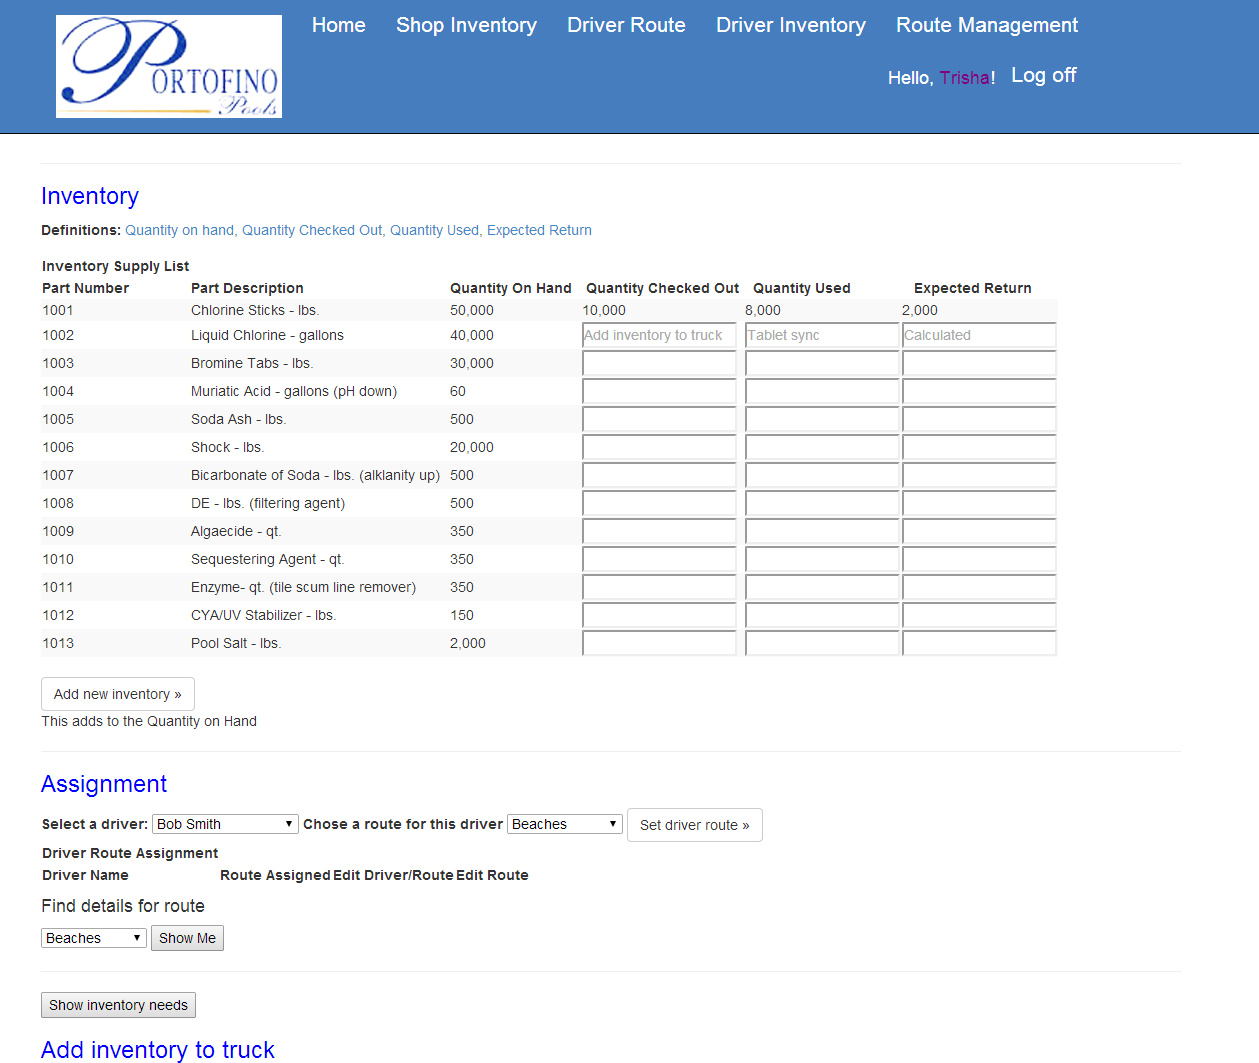 PORTOFINO
Pools
Home Shop Inventory Driver Route Driver Inventory Route Management
Hello, Trisha! Log off
Inventory
Definitions: Quantity on hand, Quantity Checked Out, Quantity Used, Expected Return
Inventory Supply List
Part Number Part Description Quantity On Hand Quantity Checked Out Quantity Used Expected Return
1001 Chlorine Sticks - lbs. 50,000 10,000 8,000 2,000
1002 Liquid Chlorine - gallons 40,000 Add inventory to truck Tablet sync Calculated
1003 Bromine Tabs - lbs. 30,000
1004 Muriatic Acid - gallons (pH down) 60
1005 Soda Ash - lbs. 500
1006 Shock - lbs. 20,000
1007 Bicarbonate of Soda - lbs. (alklanity up) 500
1008 DE - lbs. (filtering agent) 500
1009 Algaecide - qt. 350
1010 Sequestering Agent - qt. 350
1011 Enzyme- qt. (tile scum line remover) 350
1012 CYA/UV Stabilizer - lbs. 150
1013 Pool Salt - lbs. 2,000
Add new inventory »
This adds to the Quantity on Hand
Assignment
Select a driver: Bob Smith Chose a route for this driver Beaches Set driver route »
Driver Route Assignment
Driver Name Route Assigned Edit Driver/Route Edit Route
Find details for route
Beaches Show Me
Show inventory needs
Add inventory to truck